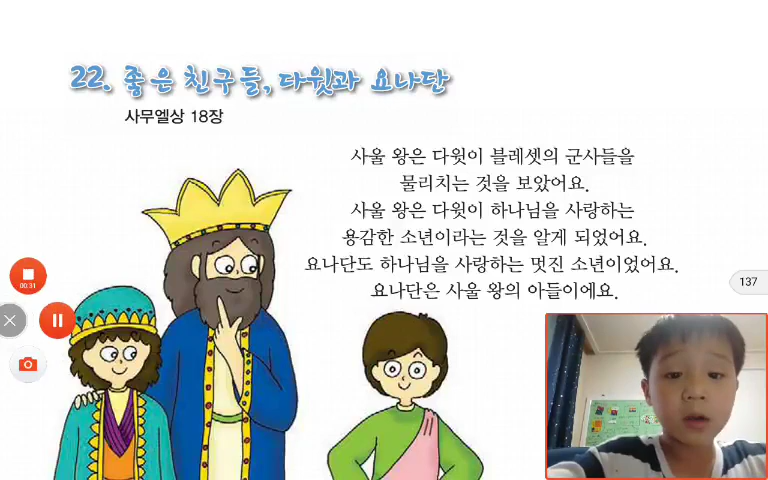 22. 좋은 친구들, 다윗과 요나단
사무엘상 18장
사울 왕은 다윗이 블레셋의 군사들을
물리치는 것을 보았어요.
사울 왕은 다윗이 하나님을 사랑하는
용감한 소년이라는 것을 알게 되었어요.
요나단도 하나님을 사랑하는 멋진 소년이었어요.
요나단은 사울 왕의 아들이에요.
137
00:31